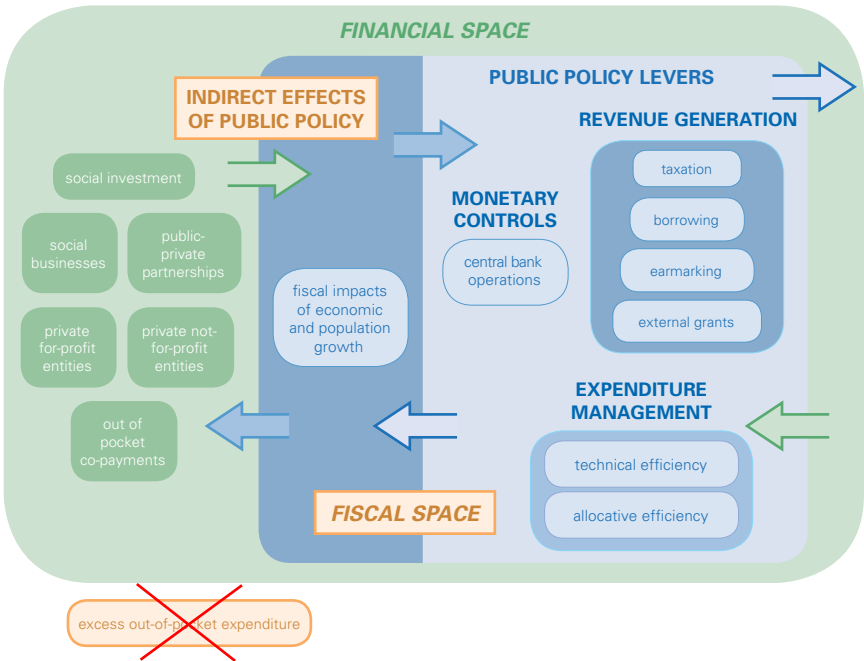 FINANCIAL SPACE
INDIRECT EFFECTS
OF PUBLIC POLICY
PUBLIC POLICY LEVERS
REVENUE GENERATION
taxation
borrowing
earmarking
external grants
MONETARY
CONTROLS
central bank
operations
social investment
social
businesses
public-
private
partnerships
private
for-profit
entities
private not-
for-profit
entities
out of
pocket
co-payments
fiscal impacts
of economic
and population
growth
EXPENDITURE
MANAGEMENT
technical efficiency
allocative efficiency
FISCAL SPACE
excess out-of-pocket expenditure